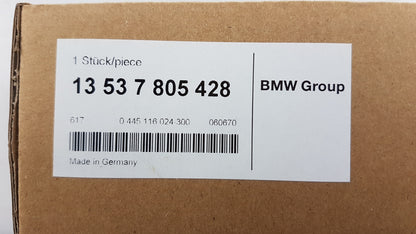 1 Stück/piece
13 53 7 805 428
BMW Group
617 0 445 116 024 300 060670
Made in Germany